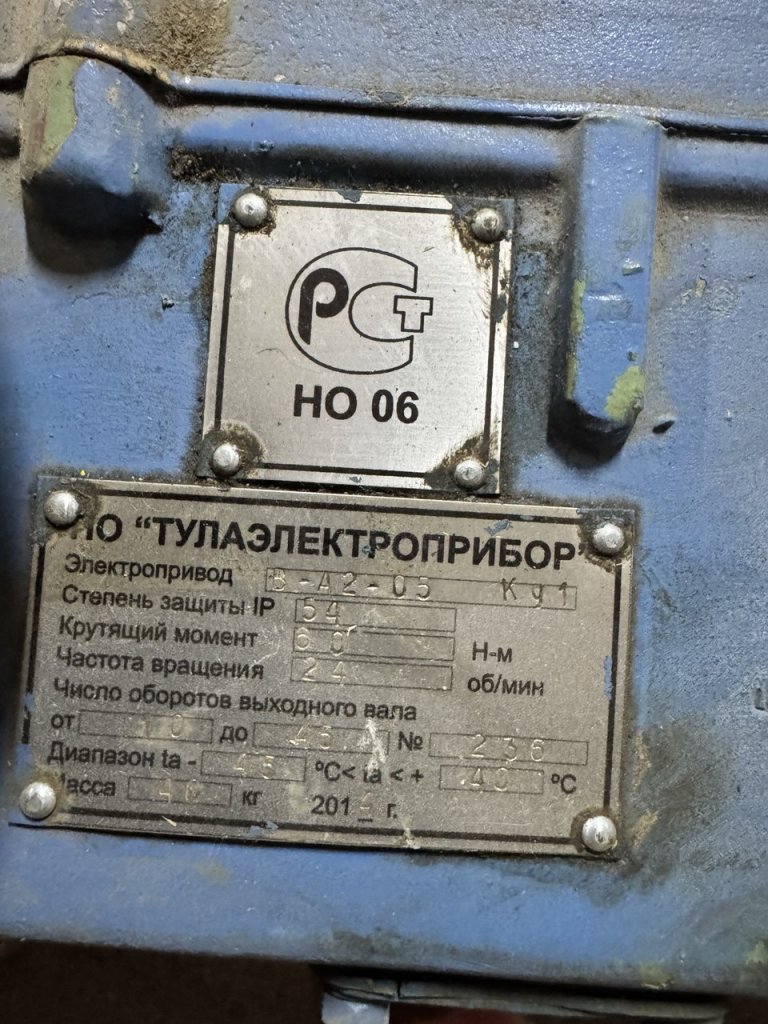 РСТ
НО 06
ПО "ТУЛАЭЛЕКТРОПРИБОР"
Электропривод В-А2-05 Ку1
Степень защиты IP 54
Крутящий момент 60 Н-м
Частота вращения 24 об/мин
Число оборотов выходного вала
от 10 до 45 № 236
Диапазон ta - 45 °C< ta < + 40 °C
Масса кг 201 г.